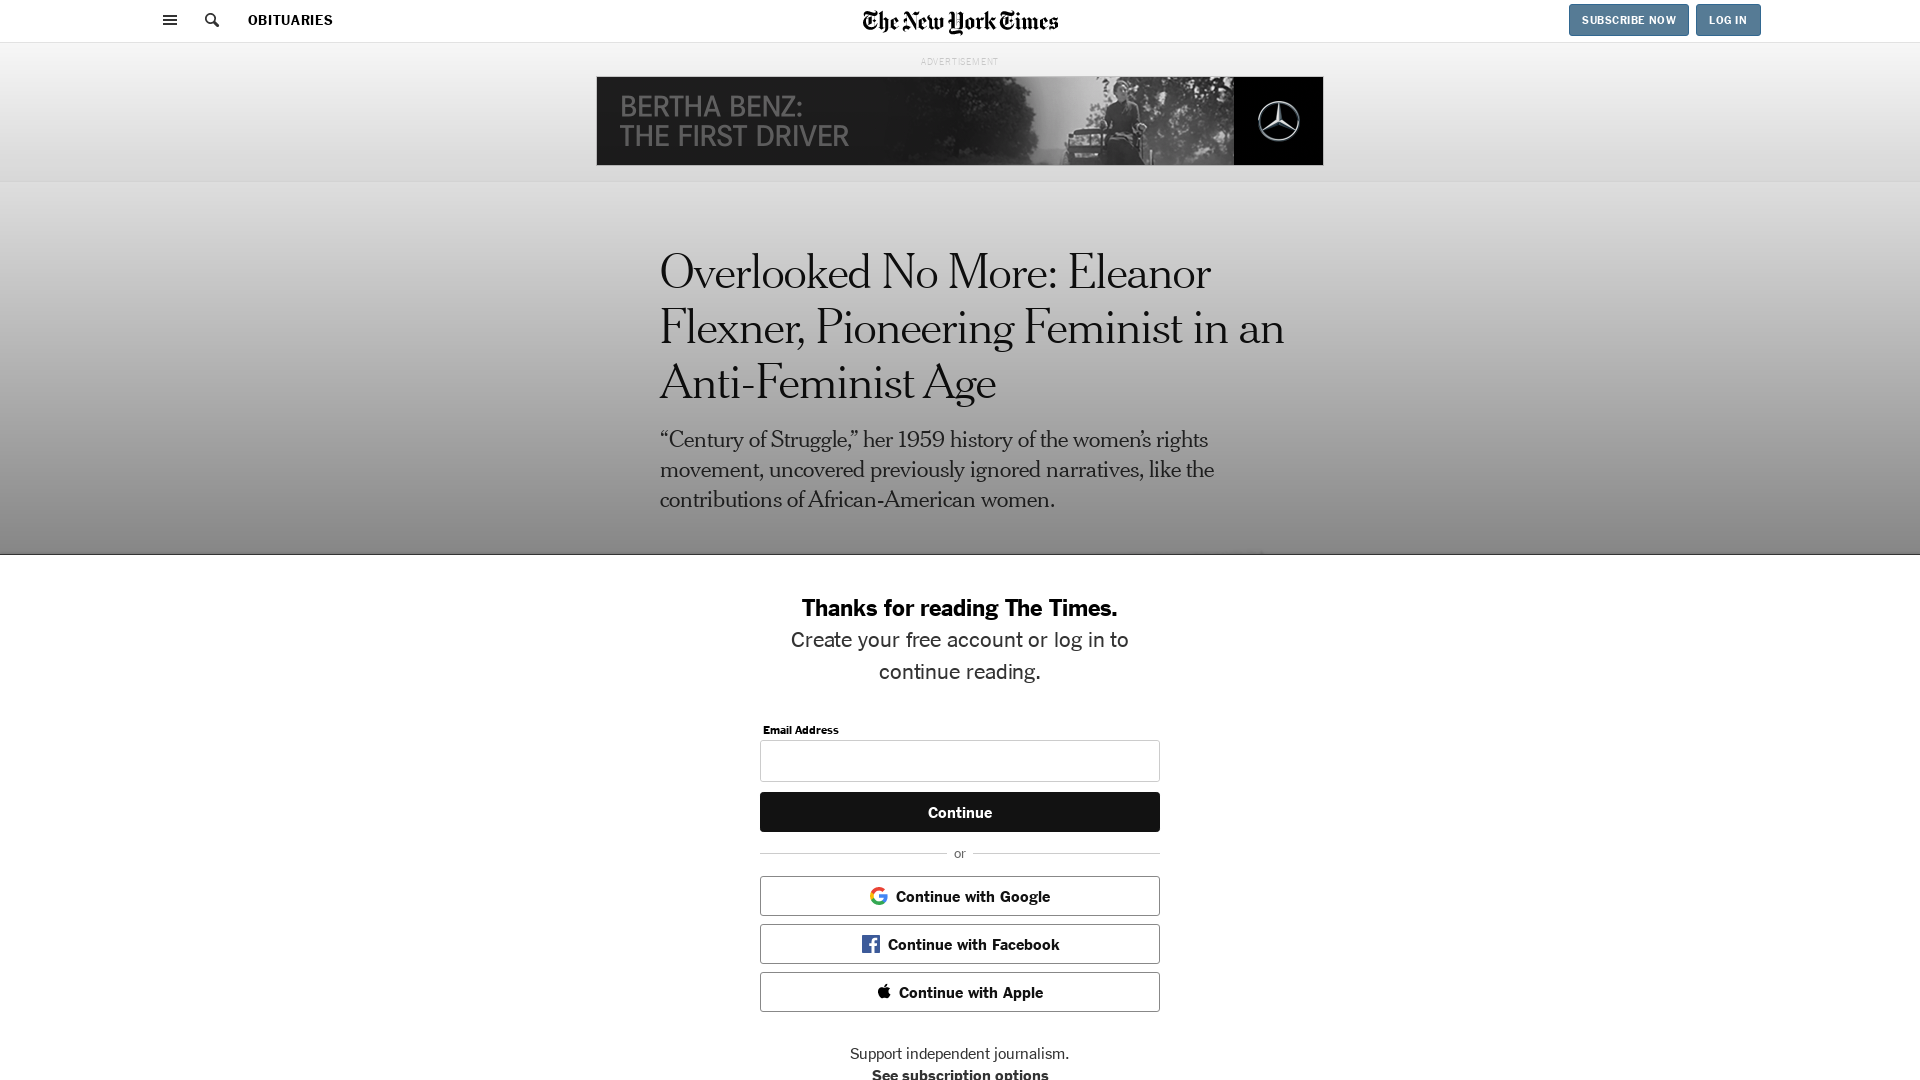 OBITUARIES
The New York Times
SUBSCRIBE NOW
LOG IN
ADVERTISEMENT
BERTHA BENZ:
THE FIRST DRIVER
Overlooked No More: Eleanor
Flexner, Pioneering Feminist in an
Anti-Feminist Age
“Century of Struggle,” her 1959 history of the women’s rights
movement, uncovered previously ignored narratives, like the
contributions of African-American women.
Thanks for reading The Times.
Create your free account or log in to
continue reading.
Email Address
Continue
or
Continue with Google
Continue with Facebook
Continue with Apple
Support independent journalism.
See subscription options